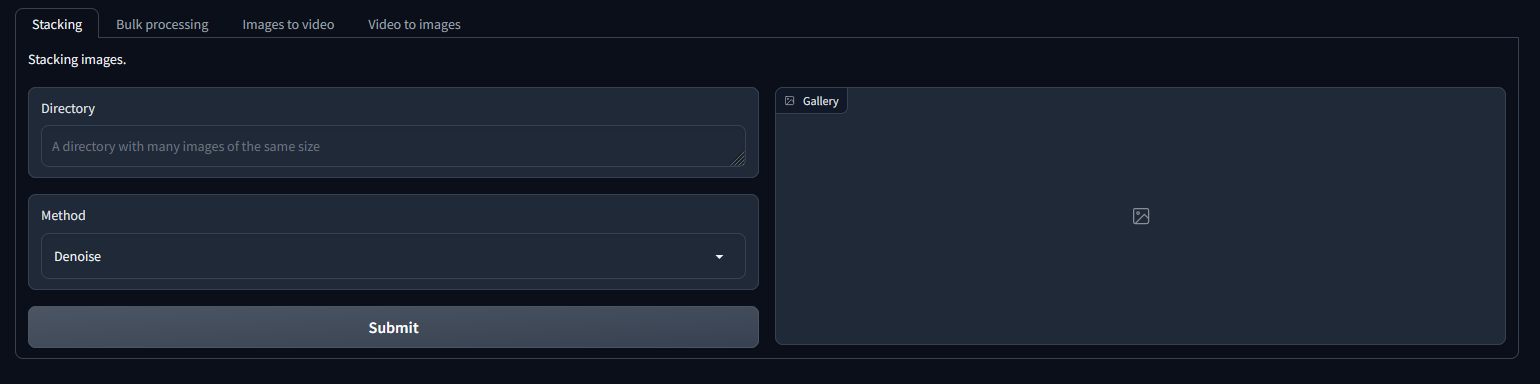 Stacking Bulk processing Images to video Video to images
Stacking images.
Directory
A directory with many images of the same size
Method
Denoise
Submit
Gallery